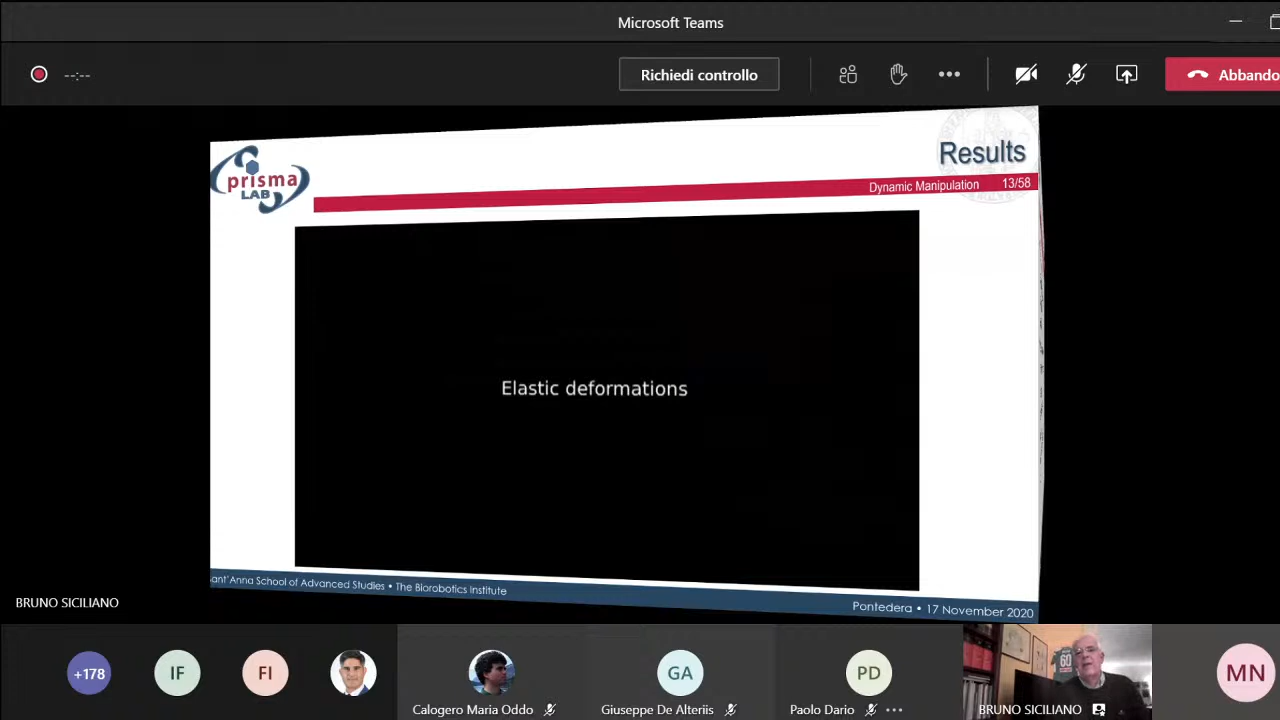 Microsoft Teams
--:--
Richiedi controllo
Abbando
prisma
LAB
Results
Dynamic Manipulation 13/58
Elastic deformations
ant'Anna School of Advanced Studies • The Biorobotics Institute
Pontedera • 17 November 2020
BRUNO SICILIANO
+178
IF
FI
GA
PD
60
MN
Calogero Maria Oddo
Giuseppe De Alteriis
Paolo Dario
BRUNO SICILIANO